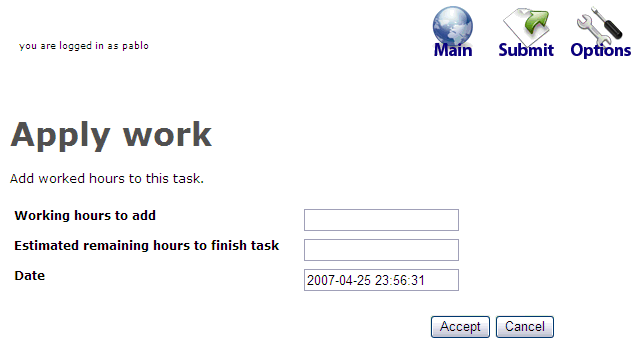 you are logged in as pablo
Main Submit Options
Apply work
Add worked hours to this task.
Working hours to add
Estimated remaining hours to finish task
Date 2007-04-25 23:56:31
Accept Cancel